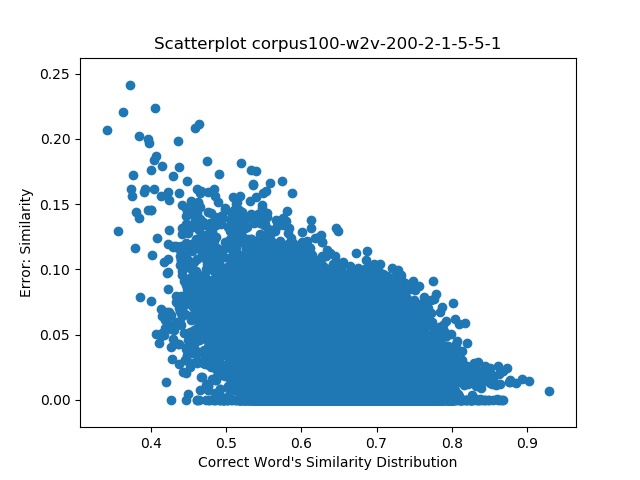 Scatterplot corpus100-w2v-200-2-1-5-5-1
0.25
0.20
0.15
0.10
0.05
0.00
Error: Similarity
0.4 0.5 0.6 0.7 0.8 0.9
Correct Word's Similarity Distribution